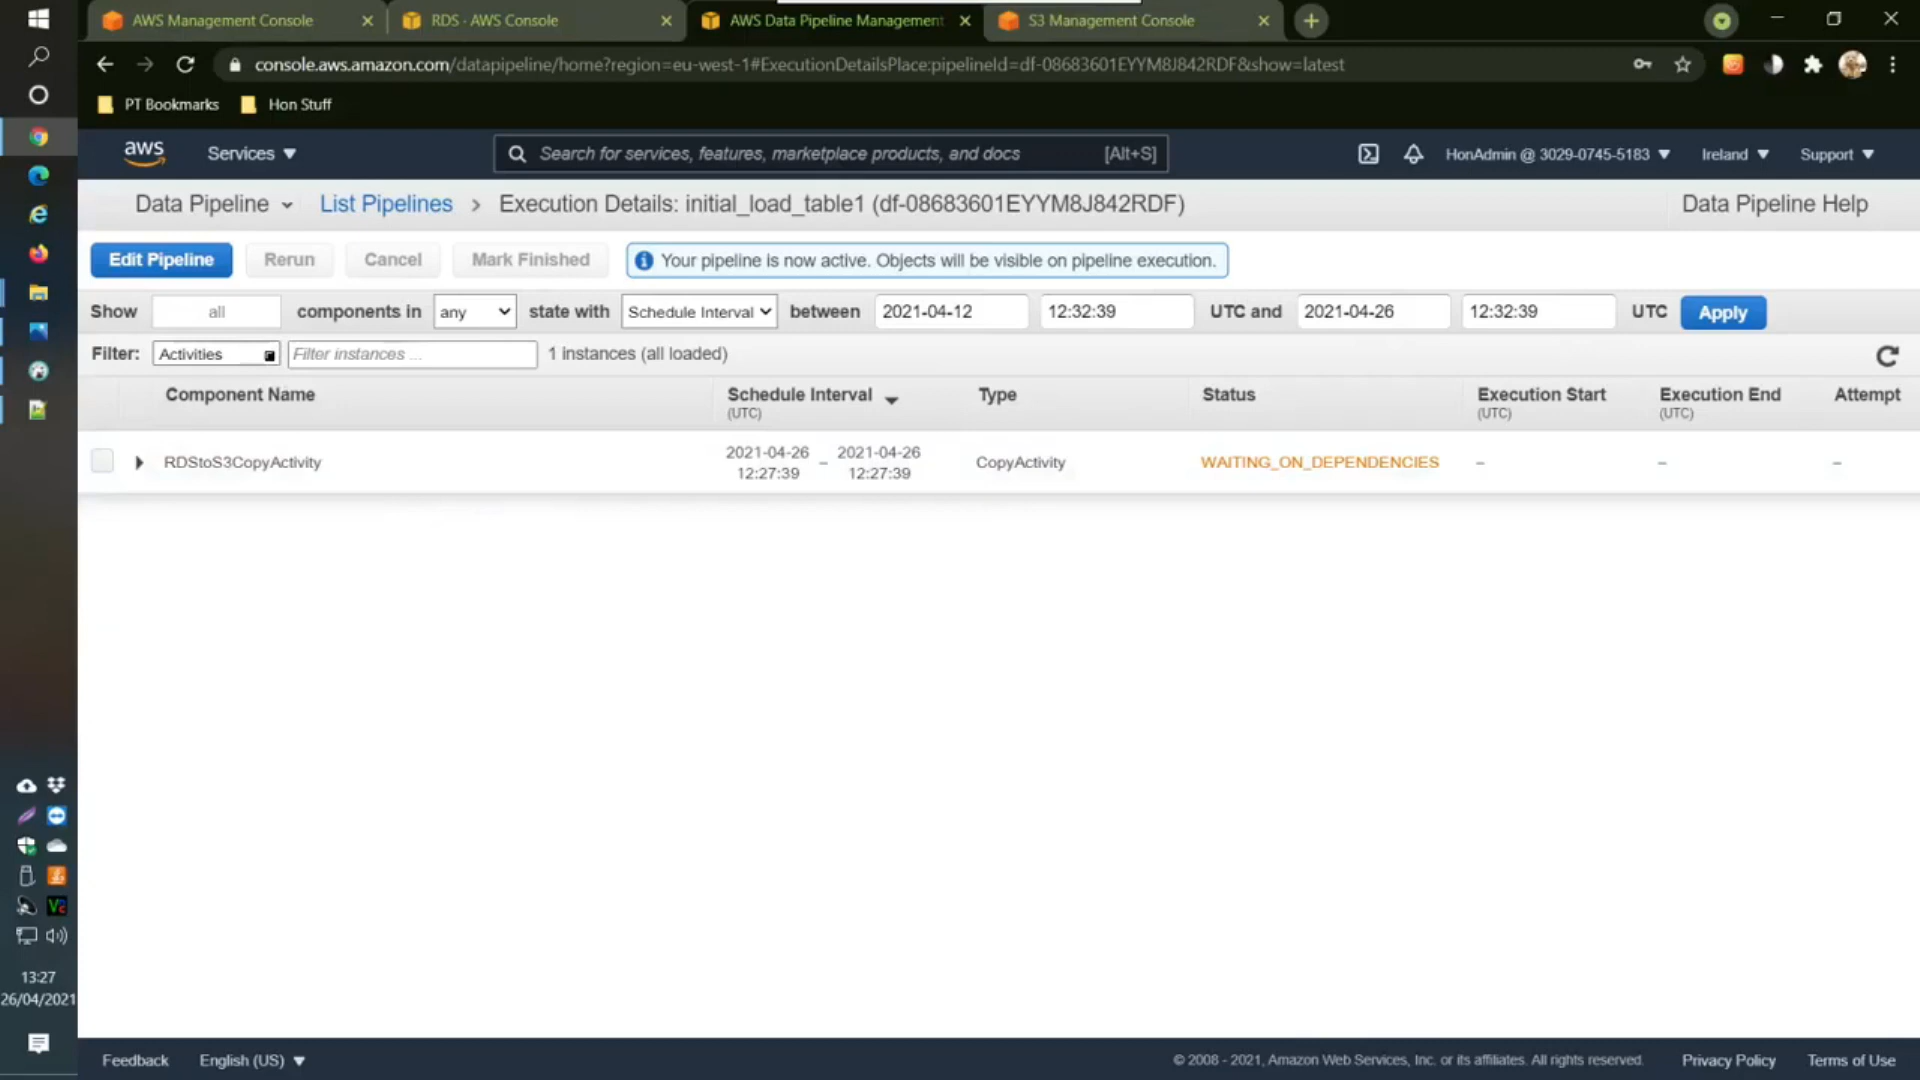 AWS Management Console
RDS · AWS Console
AWS Data Pipeline Management
S3 Management Console
console.aws.amazon.com/datapipeline/home?region=eu-west-1#ExecutionDetailsPlace:pipelineId=df-08683601EYYM8J842RDF&show=latest
PT Bookmarks
Hon Stuff
aws
Services
Search for services, features, marketplace products, and docs
[Alt+S]
HonAdmin @ 3029-0745-5183
Ireland
Support
Data Pipeline
List Pipelines > Execution Details: initial_load_table1 (df-08683601EYYM8J842RDF)
Data Pipeline Help
Edit Pipeline
Rerun
Cancel
Mark Finished
Your pipeline is now active. Objects will be visible on pipeline execution.
Show all components in any state with Schedule Interval between 2021-04-12 12:32:39 UTC and 2021-04-26 12:32:39 UTC Apply
Filter: Activities Filter instances ... 1 instances (all loaded)
Component Name
Schedule Interval
(UTC)
Type
Status
Execution Start
(UTC)
Execution End
(UTC)
Attempt
RDStoS3CopyActivity
2021-04-26 – 2021-04-26
12:27:39 12:27:39
CopyActivity
WAITING_ON_DEPENDENCIES
–
–
–
13:27
26/04/2021
Feedback
English (US)
© 2008 - 2021, Amazon Web Services, Inc. or its affiliates. All rights reserved.
Privacy Policy
Terms of Use